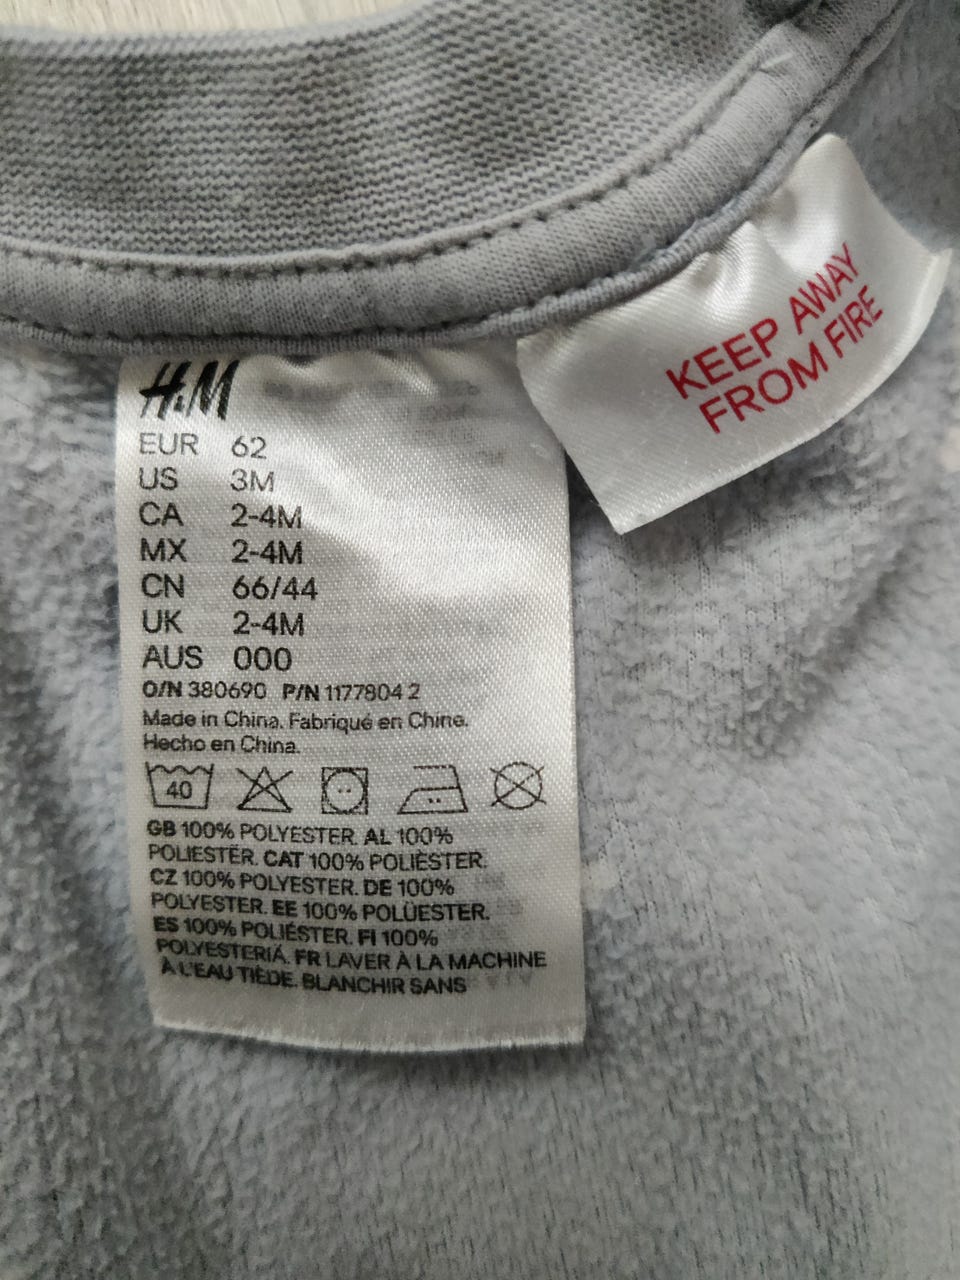 H&M
EUR 62
US 3M
CA 2-4M
MX 2-4M
CN 66/44
UK 2-4M
AUS 000
O/N 380690 P/N 1177804 2
Made in China. Fabriqué en Chine.
Hecho en China.
40
GB 100% POLYESTER. AL 100%
POLIESTËR. CAT 100% POLIÈSTER.
CZ 100% POLYESTER. DE 100%
POLYESTER. EE 100% POLÜESTER.
ES 100% POLIÉSTER. FI 100%
POLYESTERIÄ. FR LAVER À LA MACHINE
À L'EAU TIÈDE. BLANCHIR SANS
KEEP AWAY
FROM FIRE